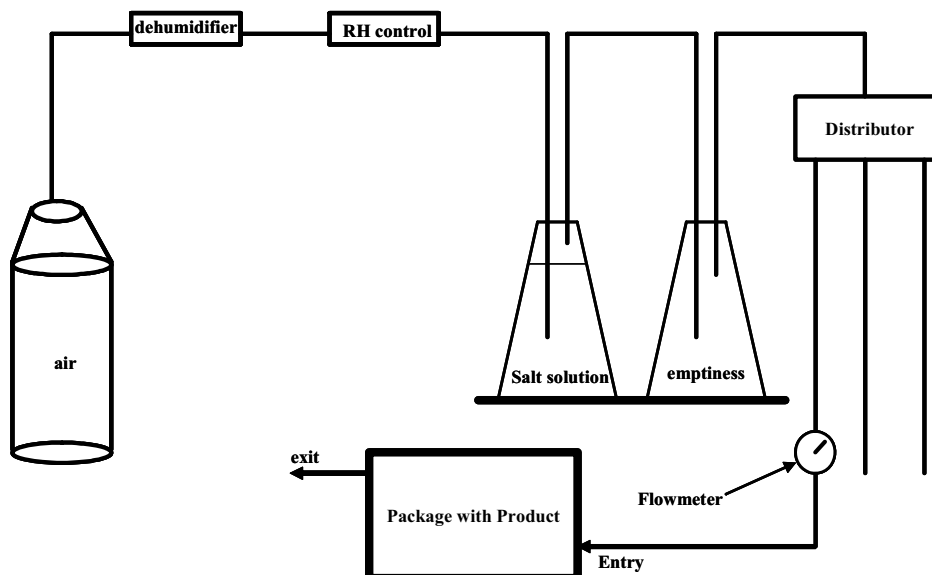 dehumidifier
RH control
Distributor
air
Salt solution
emptiness
exit
Flowmeter
Package with Product
Entry